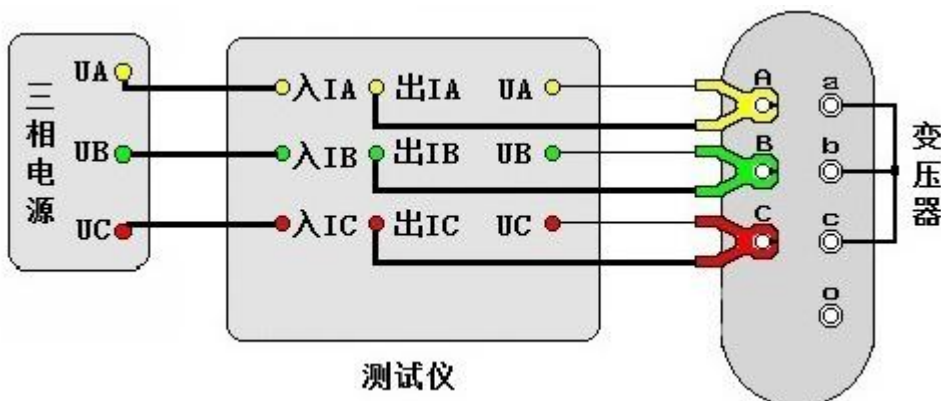 三相电源
UA
UB
UC
入IA 出IA UA
入IB 出IB UB
入IC 出IC UC
测试仪
A a
B b
C c
o
变压器